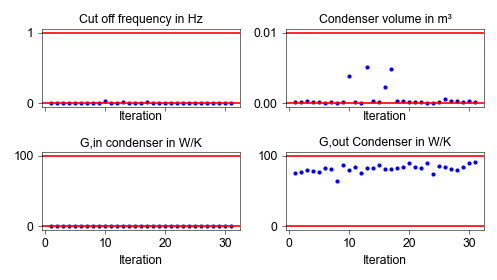 Cut off frequency in Hz
1
0
Iteration
Condenser volume in m³
0.01
0.00
Iteration
G,in condenser in W/K
100
0
0 10 20 30
Iteration
G,out Condenser in W/K
100
0
0 10 20 30
Iteration